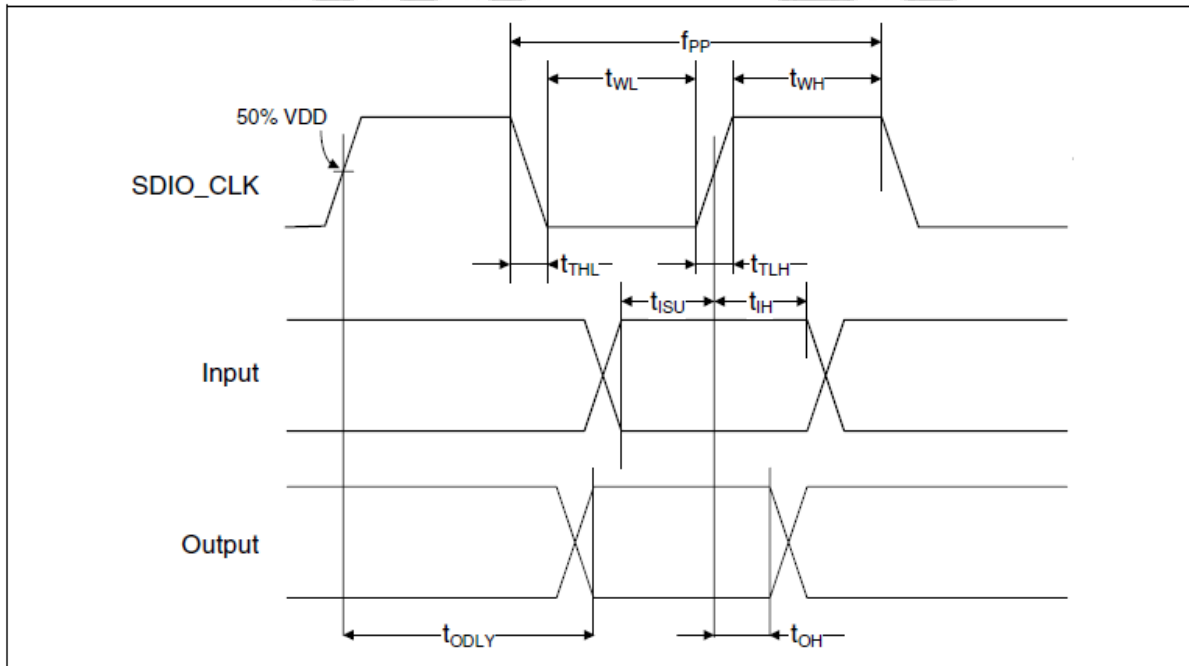 fPP
tWL
tWH
50% VDD
SDIO_CLK
tTHL
tTLH
tISU
tIH
Input
Output
tODLY
tOH